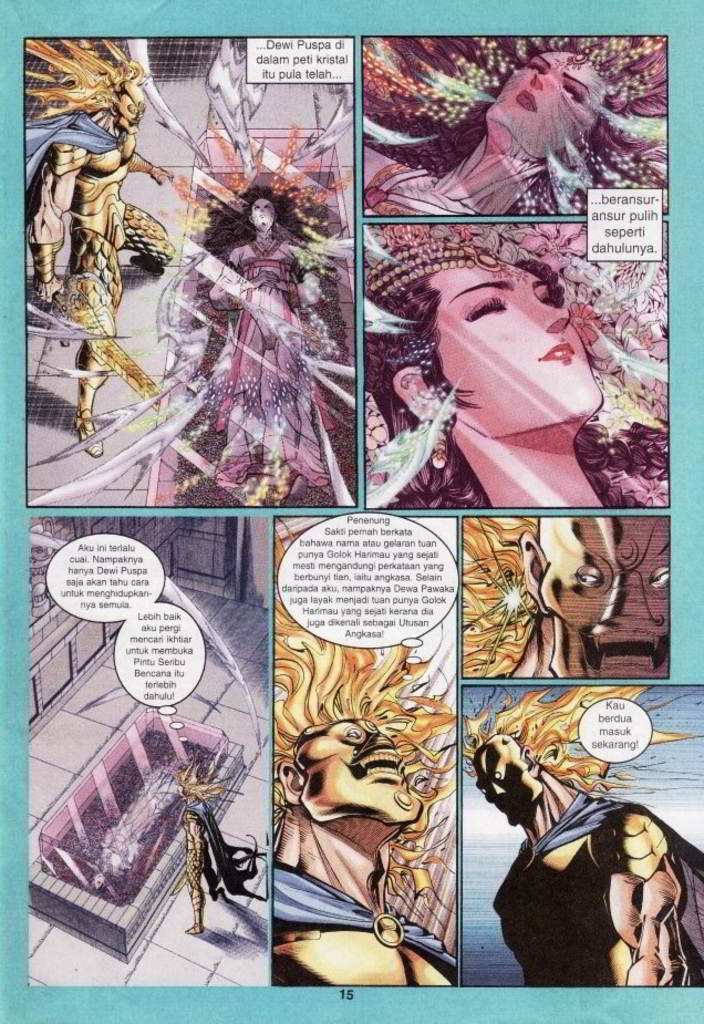 ...Dewi Puspa di
dalam peti kristal
itu pula telah...
...beransur-
ansur pulih
seperti
dahulunya.
Aku ini terlalu
cuai. Nampaknya
hanya Dewi Puspa
saja akan tahu cara
untuk menghidupkan-
nya semula.
Lebih baik
aku pergi
mencari ikhtiar
untuk membuka
Pintu Seribu
Bencana itu
terlebih
dahulu!
Penenung
Sakti pernah berkata
bahawa nama atau gelaran tuan
punya Golok Harimau yang sejati
mesti mengandungi perkataan yang
berbunyi tian, iaitu angkasa. Selain
daripada aku, nampaknya Dewa Pawaka
juga layak menjadi tuan punya Golok
Harimau yang sejati kerana dia
juga dikenali sebagai Utusan
Angkasa!
Kau
berdua
masuk
sekarang!
15